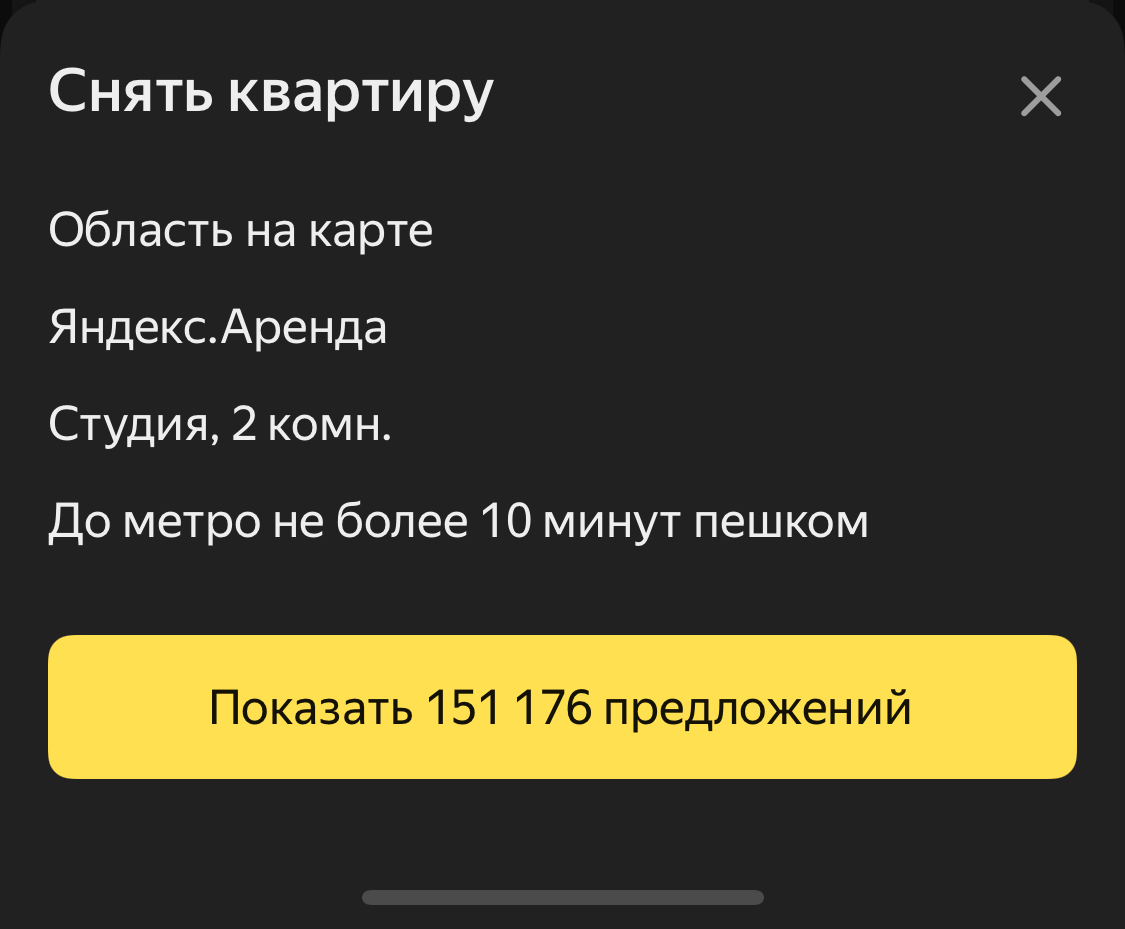 Снять квартиру
Область на карте
Яндекс.Аренда
Студия, 2 комн.
До метро не более 10 минут пешком
Показать 151 176 предложений